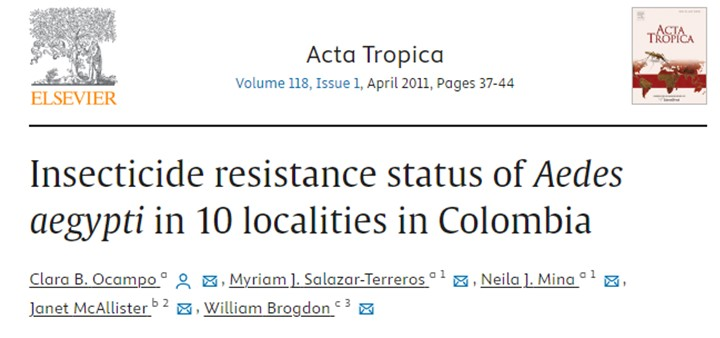 ELSEVIER
Acta Tropica
Volume 118, Issue 1, April 2011, Pages 37-44
ACTA
TROPICA
Insecticide resistance status of Aedes
aegypti in 10 localities in Colombia
Clara B. Ocampo a, Myriam J. Salazar-Terreros a 1, Neila J. Mina a 1,
Janet McAllister b 2, William Brogdon c 3